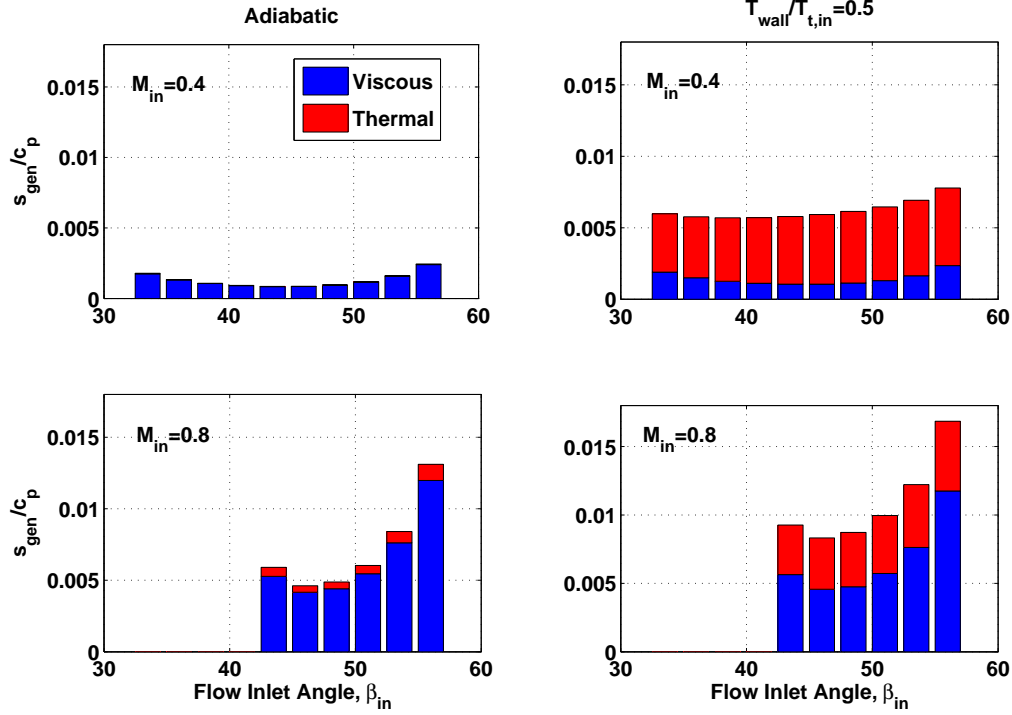 Adiabatic
T_wall/T_t,in=0.5
M_in=0.4
Viscous
Thermal
s_gen/c_p
0.015
0.01
0.005
0
30
40
50
60
M_in=0.4
0.015
0.01
0.005
0
30
40
50
60
M_in=0.8
s_gen/c_p
0.015
0.01
0.005
0
30
40
50
60
Flow Inlet Angle, β_in
M_in=0.8
0.015
0.01
0.005
0
30
40
50
60
Flow Inlet Angle, β_in